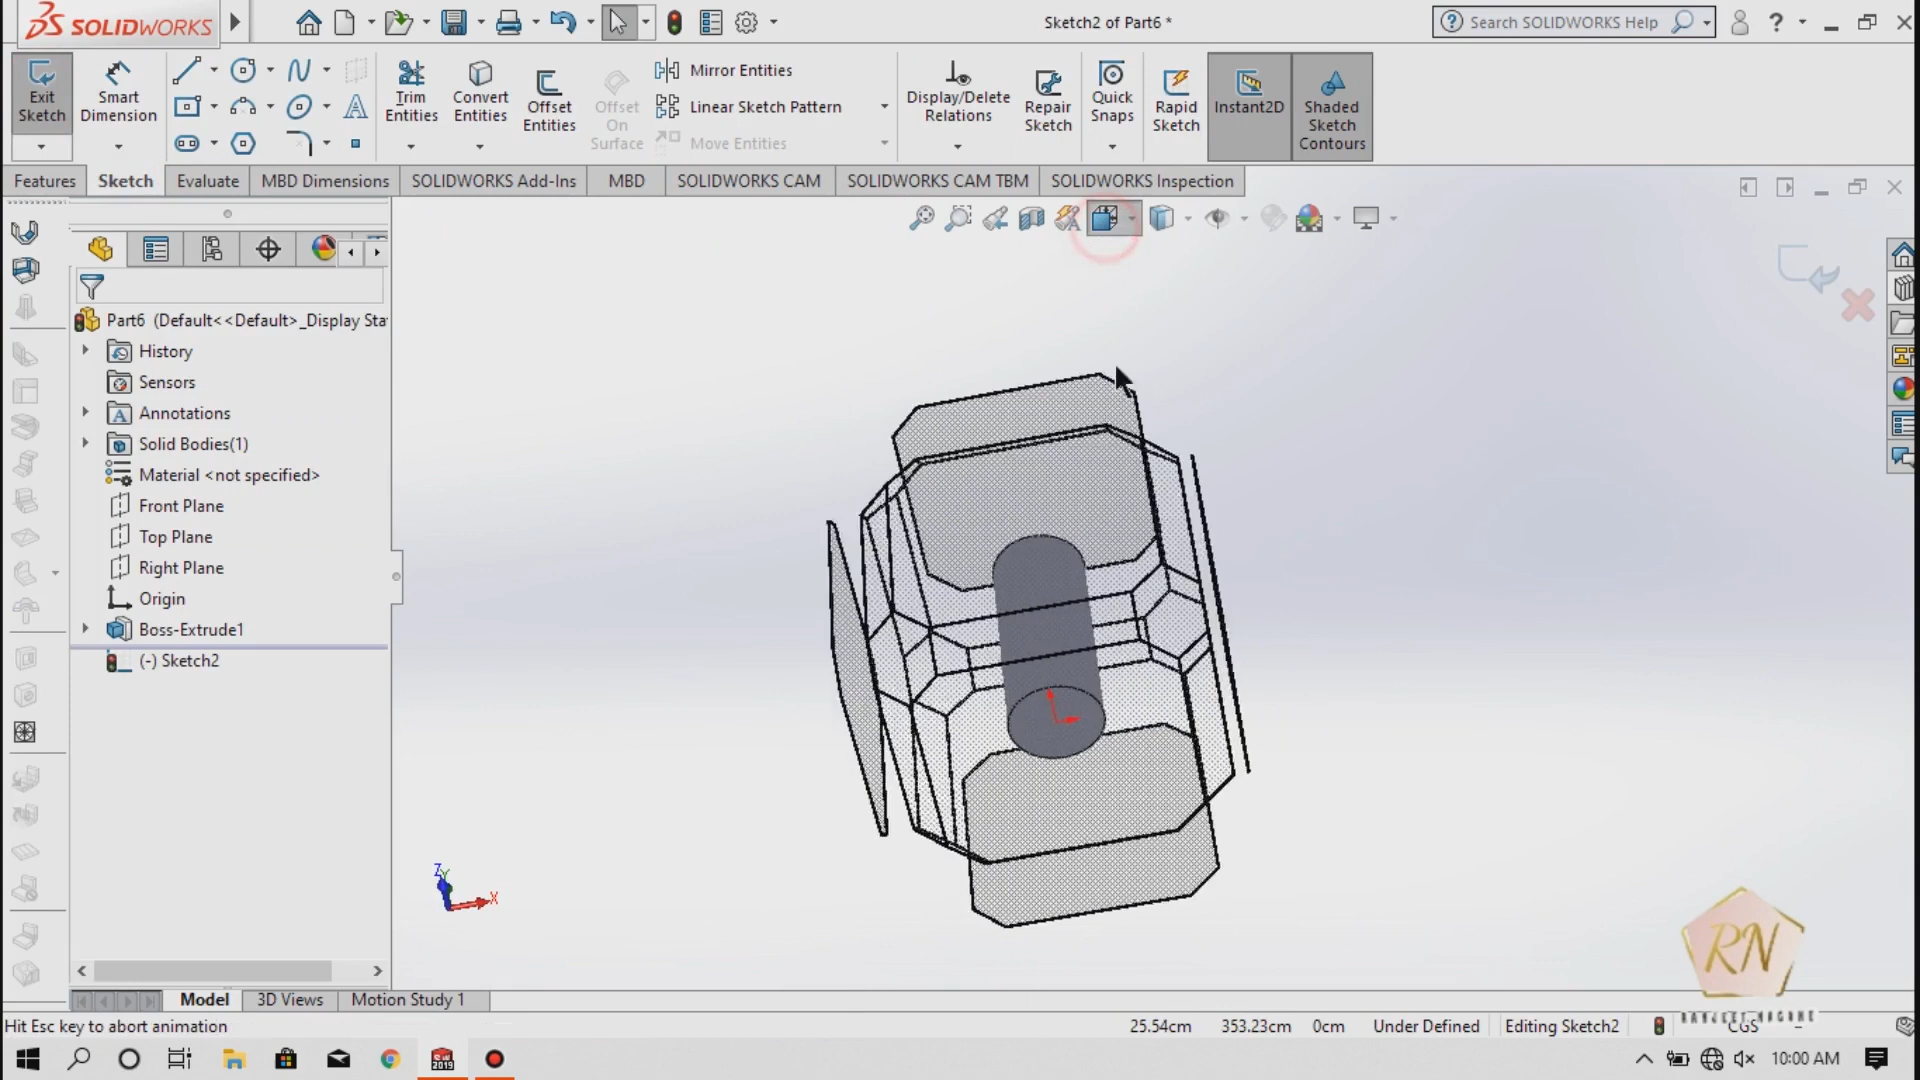 SOLIDWORKS
Sketch2 of Part6 *
Search SOLIDWORKS Help
Exit Sketch
Smart Dimension
Trim Entities
Convert Entities
Offset Entities
Offset On Surface
Mirror Entities
Linear Sketch Pattern
Move Entities
Display/Delete Relations
Repair Sketch
Quick Snaps
Rapid Sketch
Instant2D
Shaded Sketch Contours
Features
Sketch
Evaluate
MBD Dimensions
SOLIDWORKS Add-Ins
MBD
SOLIDWORKS CAM
SOLIDWORKS CAM TBM
SOLIDWORKS Inspection
Part6 (Default<<Default>_Display Sta
History
Sensors
Annotations
Solid Bodies(1)
Material <not specified>
Front Plane
Top Plane
Right Plane
Origin
Boss-Extrude1
(-) Sketch2
Z
Y
X
RN
Model
3D Views
Motion Study 1
Hit Esc key to abort animation
25.54cm
353.23cm
0cm
Under Defined
Editing Sketch2
CGS
10:00 AM